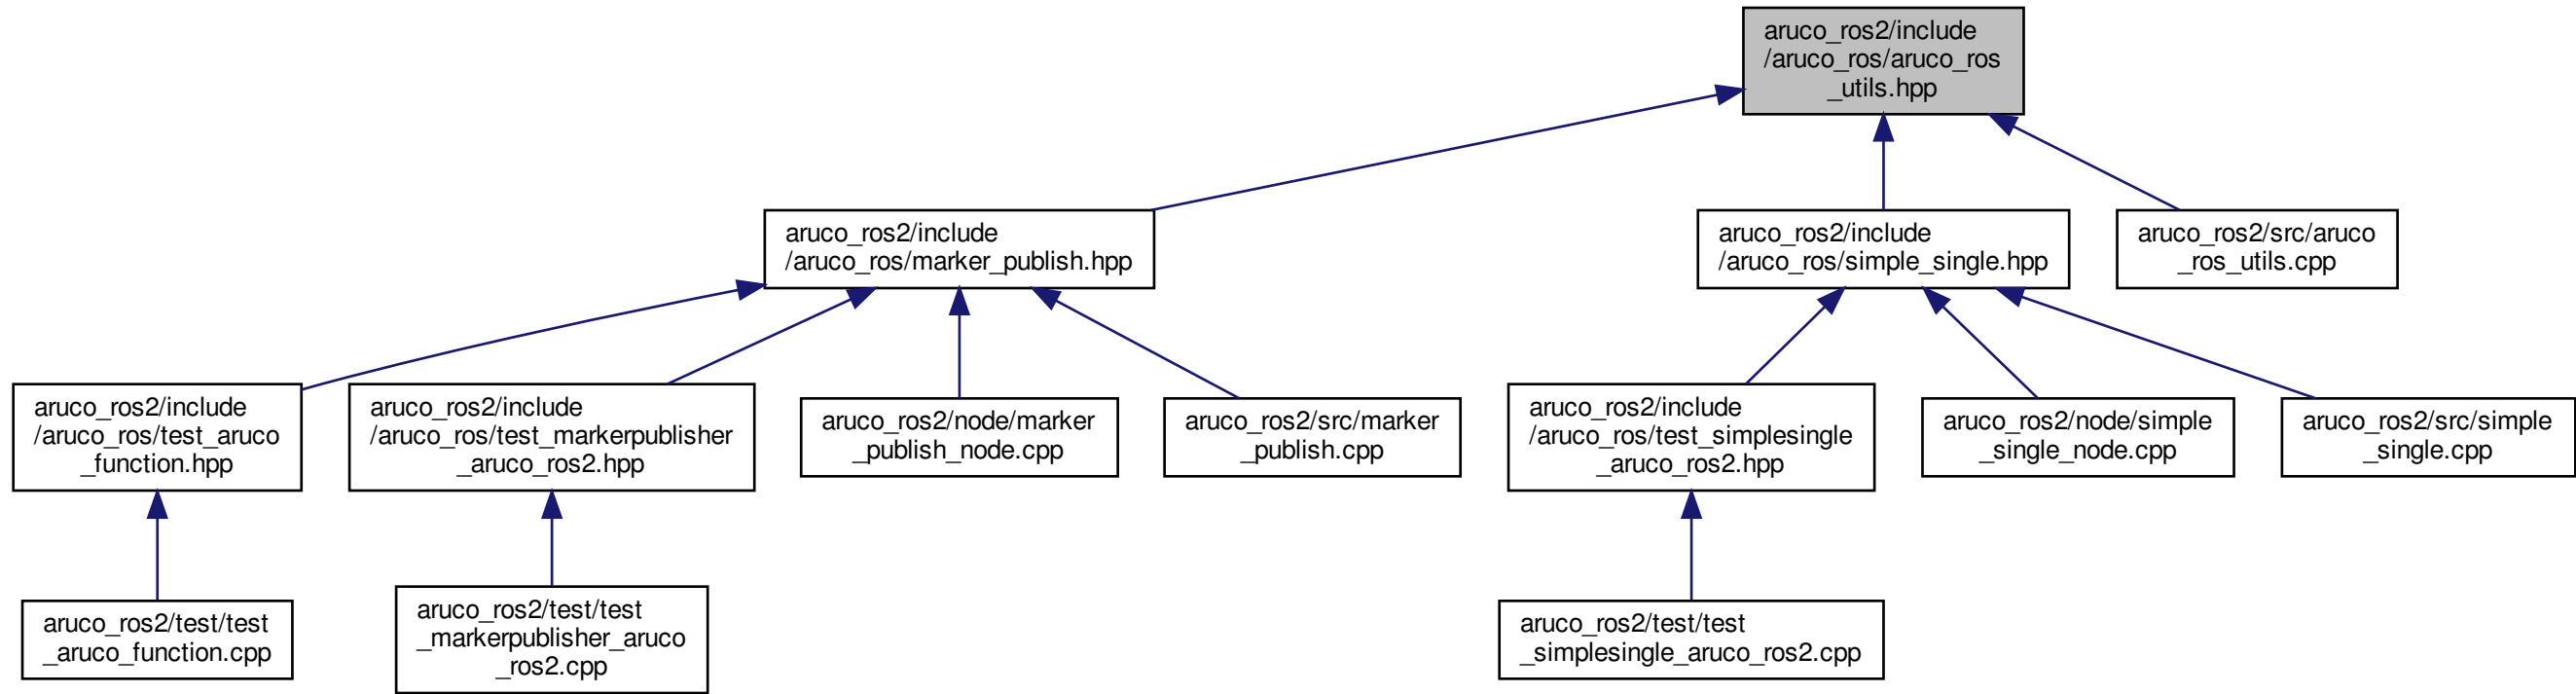 aruco_ros2/include
/aruco_ros/aruco_ros
_utils.hpp
aruco_ros2/include
/aruco_ros/marker_publish.hpp
aruco_ros2/include
/aruco_ros/simple_single.hpp
aruco_ros2/src/aruco
_ros_utils.cpp
aruco_ros2/include
/aruco_ros/test_aruco
_function.hpp
aruco_ros2/include
/aruco_ros/test_markerpublisher
_aruco_ros2.hpp
aruco_ros2/node/marker
_publish_node.cpp
aruco_ros2/src/marker
_publish.cpp
aruco_ros2/include
/aruco_ros/test_simplesingle
_aruco_ros2.hpp
aruco_ros2/node/simple
_single_node.cpp
aruco_ros2/src/simple
_single.cpp
aruco_ros2/test/test
_aruco_function.cpp
aruco_ros2/test/test
_markerpublisher_aruco
_ros2.cpp
aruco_ros2/test/test
_simplesingle_aruco_ros2.cpp